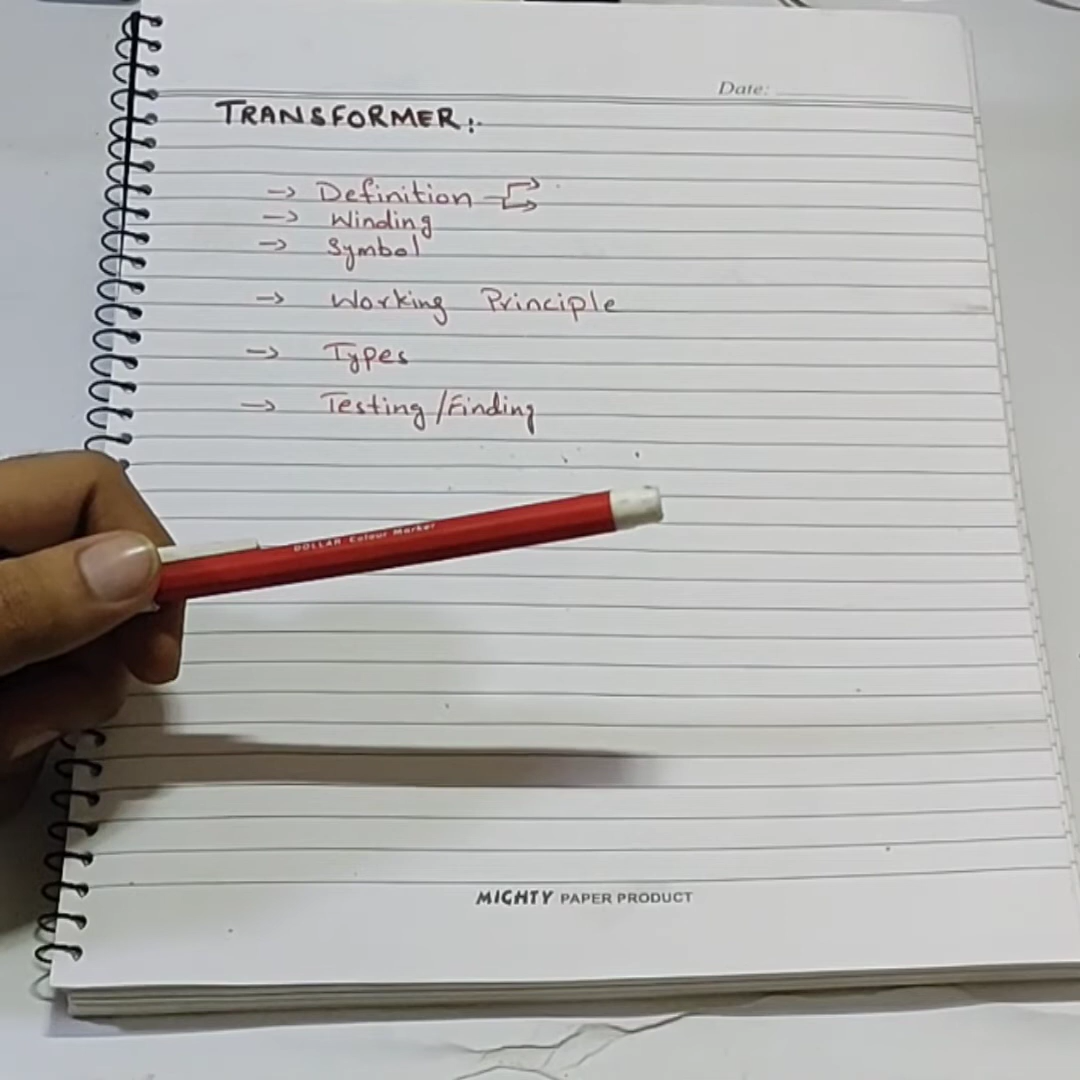 Date:
TRANSFORMER:-
→ Definition →
→ Winding
→ Symbol
→ Working Principle
→ Types
→ Testing/Finding
DOLLAR Colour Marker
MIGHTY PAPER PRODUCT